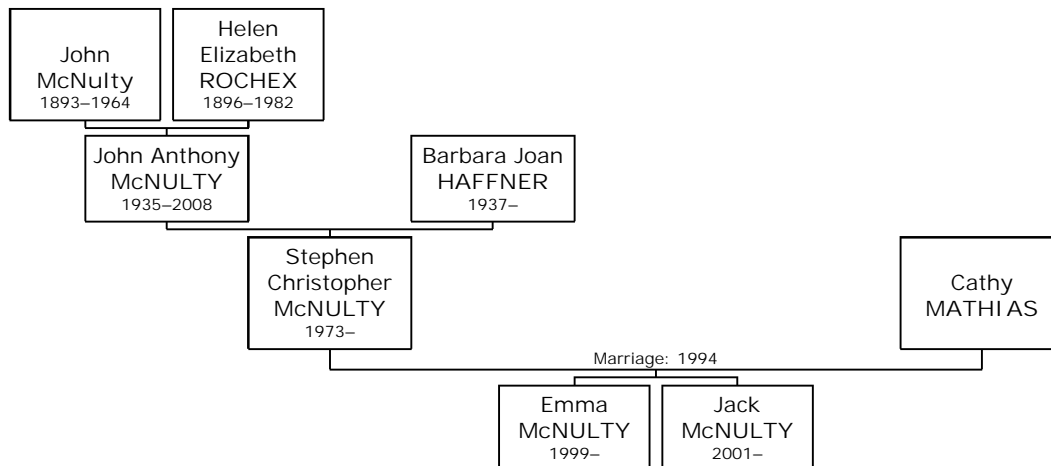 John
McNulty
1893–1964
Helen
Elizabeth
ROCHEX
1896–1982
John Anthony
McNULTY
1935–2008
Barbara Joan
HAFFNER
1937–
Stephen
Christopher
McNULTY
1973–
Cathy
MATHIAS
Marriage: 1994
Emma
McNULTY
1999–
Jack
McNULTY
2001–